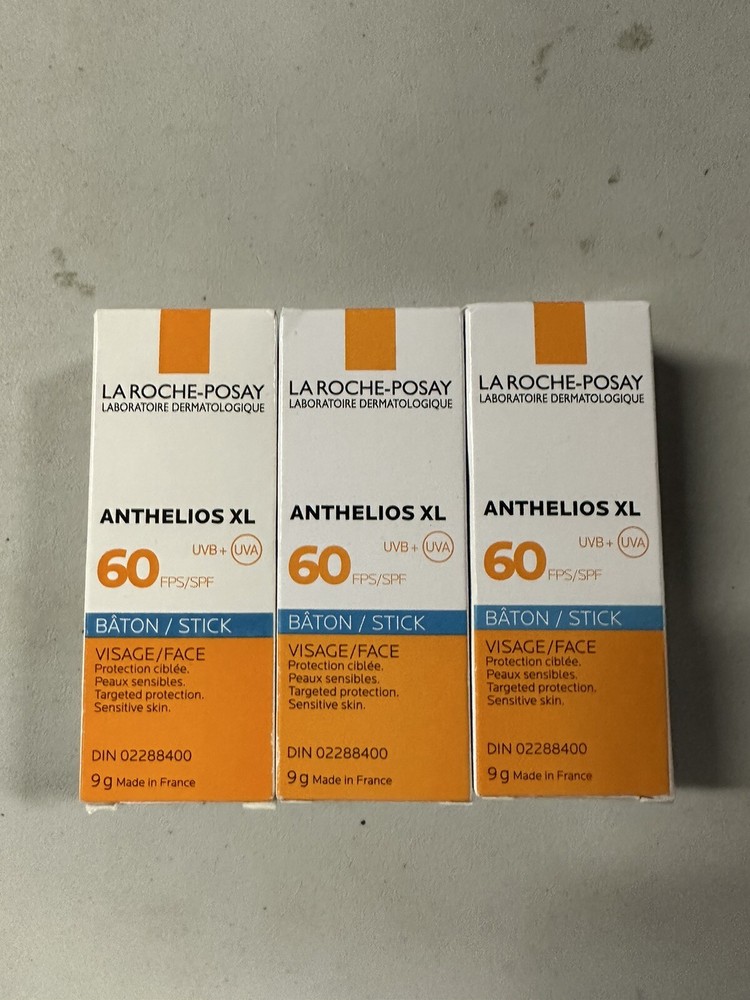 LA ROCHE-POSAY
LABORATOIRE DERMATOLOGIQUE
ANTHELIOS XL
60 FPS/SPF UVB + UVA
BÂTON / STICK
VISAGE/FACE
Protection ciblée.
Peaux sensibles.
Targeted protection.
Sensitive skin.
DIN 02288400
9 g Made in France
LA ROCHE-POSAY
LABORATOIRE DERMATOLOGIQUE
ANTHELIOS XL
60 FPS/SPF UVB + UVA
BÂTON / STICK
VISAGE/FACE
Protection ciblée.
Peaux sensibles.
Targeted protection.
Sensitive skin.
DIN 02288400
9 g Made in France
LA ROCHE-POSAY
LABORATOIRE DERMATOLOGIQUE
ANTHELIOS XL
60 FPS/SPF UVB + UVA
BÂTON / STICK
VISAGE/FACE
Protection ciblée.
Peaux sensibles.
Targeted protection.
Sensitive skin.
DIN 02288400
9 g Made in France